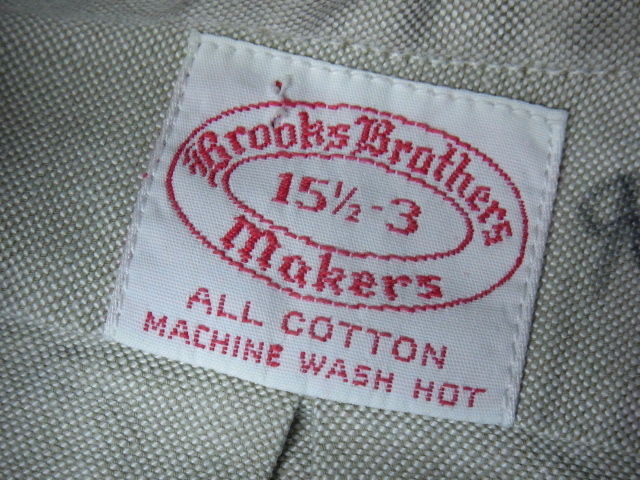 Brooks Brothers
15½-3
Makers
ALL COTTON
MACHINE WASH HOT